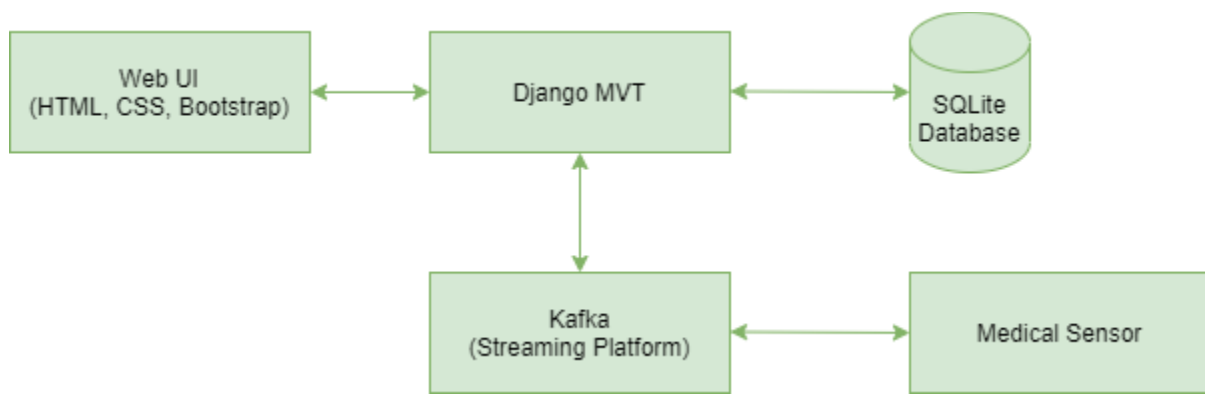 Web UI
(HTML, CSS, Bootstrap)
Django MVT
SQLite
Database
Kafka
(Streaming Platform)
Medical Sensor